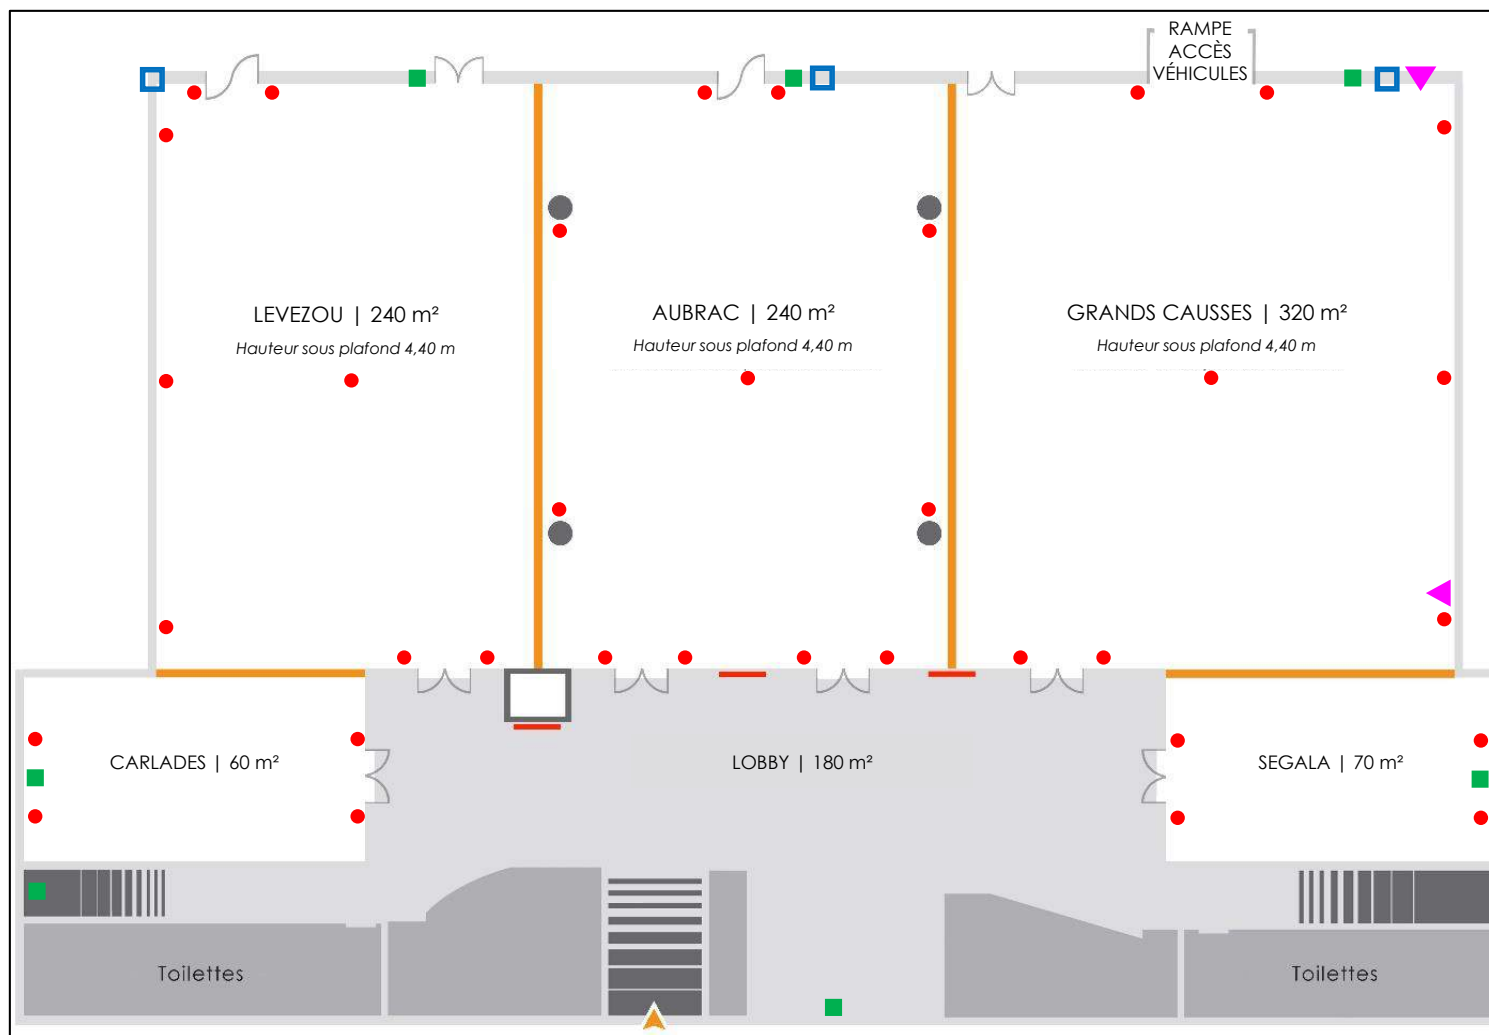 RAMPE
ACCÈS
VÉHICULES
LEVEZOU | 240 m²
Hauteur sous plafond 4,40 m
AUBRAC | 240 m²
Hauteur sous plafond 4,40 m
GRANDS CAUSSES | 320 m²
Hauteur sous plafond 4,40 m
CARLADES | 60 m²
LOBBY | 180 m²
SEGALA | 70 m²
Toilettes
Toilettes